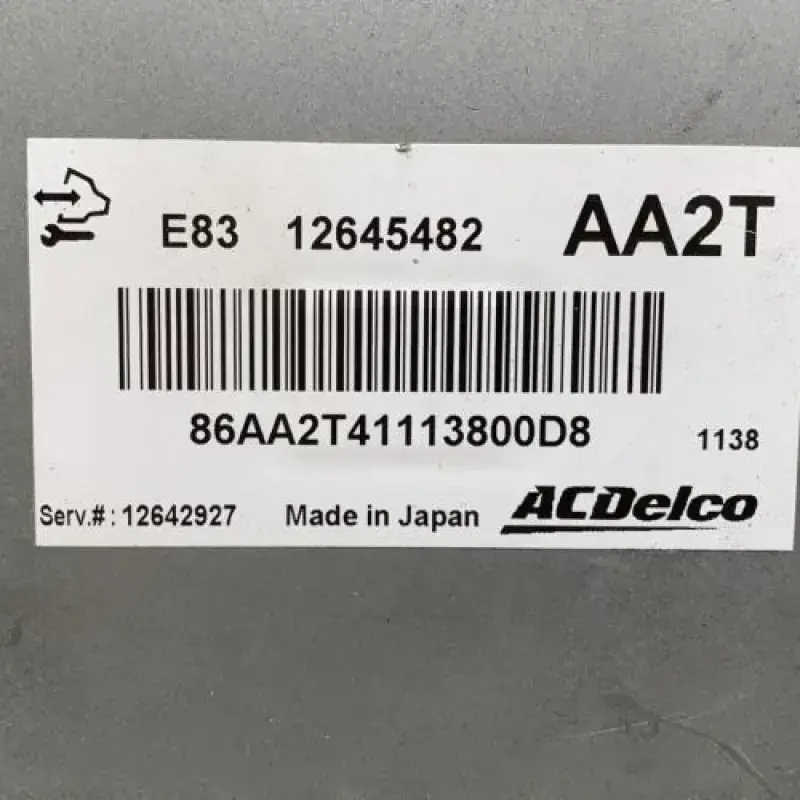 E83 12645482 AA2T
86AA2T41113800D8 1138
Serv.#: 12642927 Made in Japan ACDelco